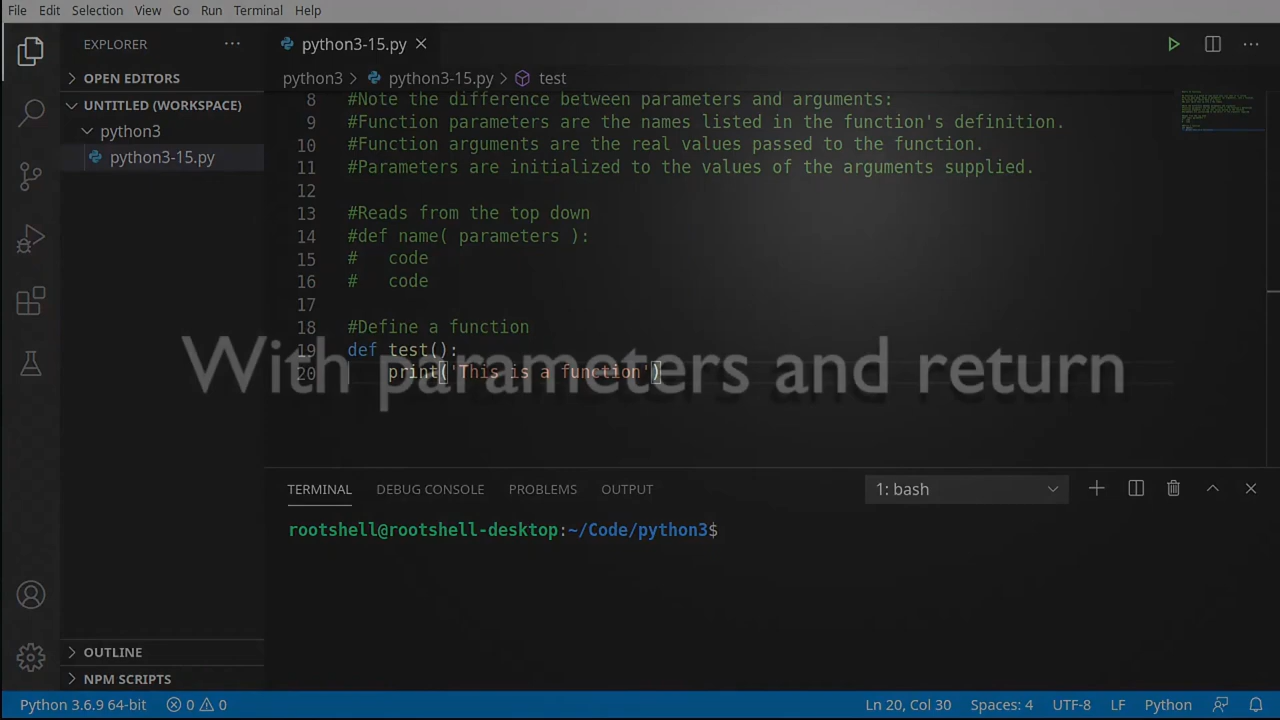 File Edit Selection View Go Run Terminal Help
EXPLORER
python3-15.py
OPEN EDITORS
python3 > python3-15.py > test
UNTITLED (WORKSPACE)
python3
python3-15.py
8 #Note the difference between parameters and arguments:
9 #Function parameters are the names listed in the function's definition.
10 #Function arguments are the real values passed to the function.
11 #Parameters are initialized to the values of the arguments supplied.
12
13 #Reads from the top down
14 #def name( parameters ):
15 #   code
16 #   code
17
18 #Define a function
19 def test():
20     print('This is a function')
With parameters and return
TERMINAL DEBUG CONSOLE PROBLEMS OUTPUT 1: bash
rootshell@rootshell-desktop:~/Code/python3$
OUTLINE
NPM SCRIPTS
Python 3.6.9 64-bit 0 0 Ln 20, Col 30 Spaces: 4 UTF-8 LF Python